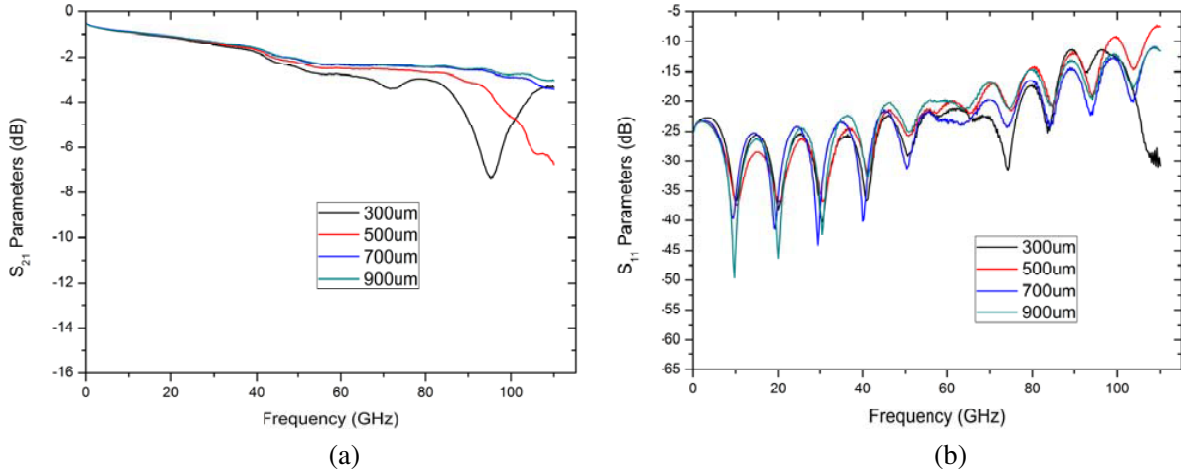 0
-2
-4
-6
-8
-10
-12
-14
-16
S21 Parameters (dB)
300um
500um
700um
900um
0
20
40
60
80
100
Frequency (GHz)
(a)
-5
-10
-15
-20
-25
-30
-35
-40
-45
-50
-55
-60
-65
S11 Parameters (dB)
300um
500um
700um
900um
0
20
40
60
80
100
Frequency (GHz)
(b)